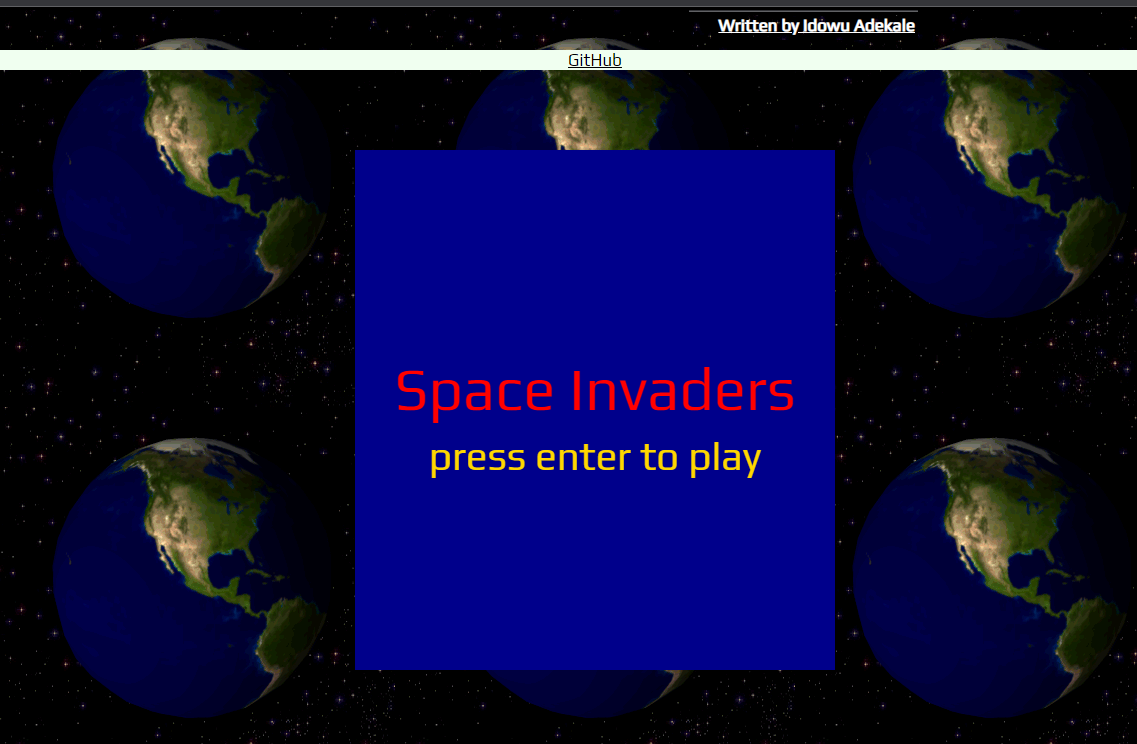 Written by Idowu Adekale
GitHub
Space Invaders
press enter to play